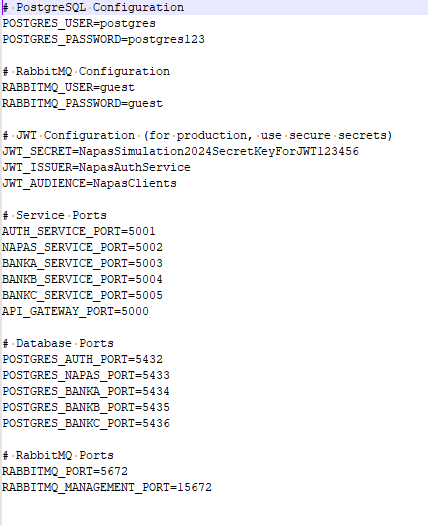 # PostgreSQL Configuration
POSTGRES_USER=postgres
POSTGRES_PASSWORD=postgres123

# RabbitMQ Configuration
RABBITMQ_USER=guest
RABBITMQ_PASSWORD=guest

# JWT Configuration (for production, use secure secrets)
JWT_SECRET=NapasSimulation2024SecretKeyForJWT123456
JWT_ISSUER=NapasAuthService
JWT_AUDIENCE=NapasClients

# Service Ports
AUTH_SERVICE_PORT=5001
NAPAS_SERVICE_PORT=5002
BANKA_SERVICE_PORT=5003
BANKB_SERVICE_PORT=5004
BANKC_SERVICE_PORT=5005
API_GATEWAY_PORT=5000

# Database Ports
POSTGRES_AUTH_PORT=5432
POSTGRES_NAPAS_PORT=5433
POSTGRES_BANKA_PORT=5434
POSTGRES_BANKB_PORT=5435
POSTGRES_BANKC_PORT=5436

# RabbitMQ Ports
RABBITMQ_PORT=5672
RABBITMQ_MANAGEMENT_PORT=15672